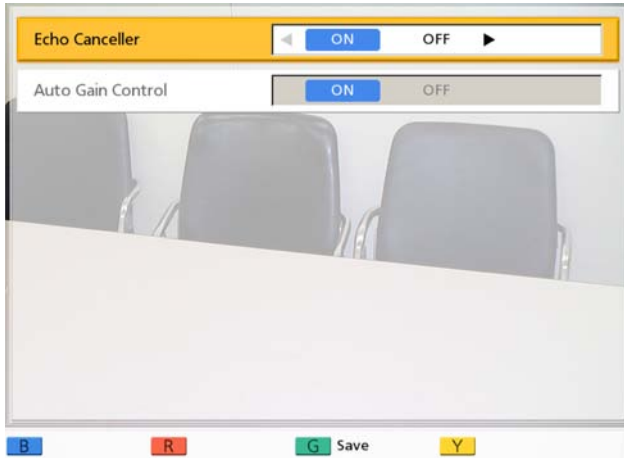 Echo Canceller ON OFF
Auto Gain Control ON OFF
B R G Save Y